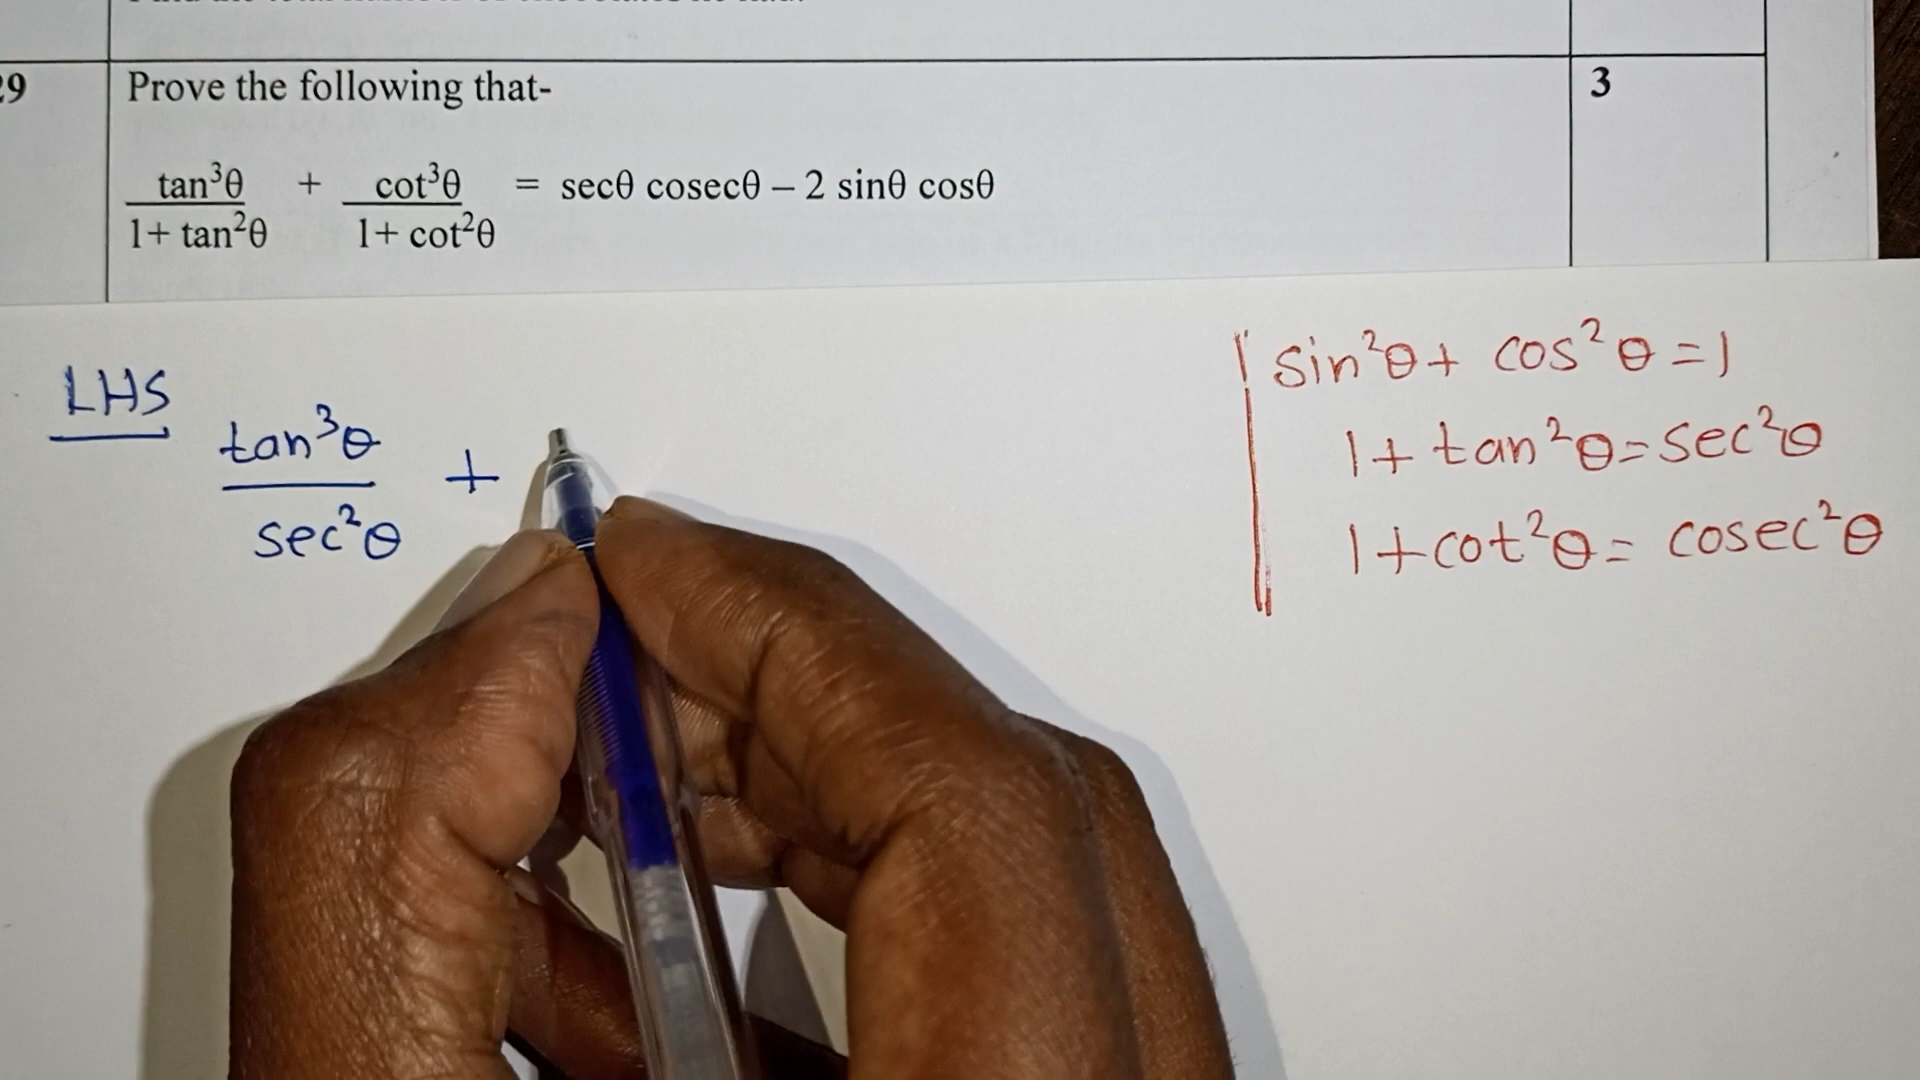 29 Prove the following that- 3
tan³θ + cot³θ = secθ cosecθ – 2 sinθ cosθ
1+ tan²θ 1+ cot²θ
LHS
tan³θ +
sec²θ
sin²θ + cos²θ = 1
1 + tan²θ = sec²θ
1 + cot²θ = cosec²θ